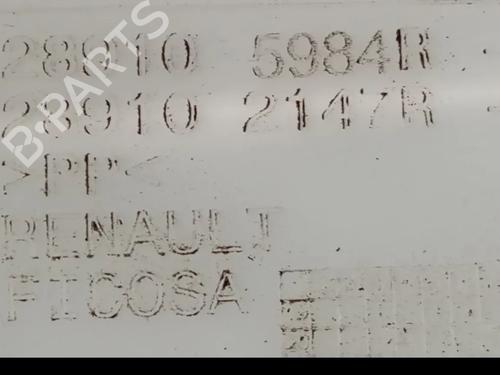 28910 5984R
28910 2147R
>PP<
RENAULT
FICOSA
B-PARTS